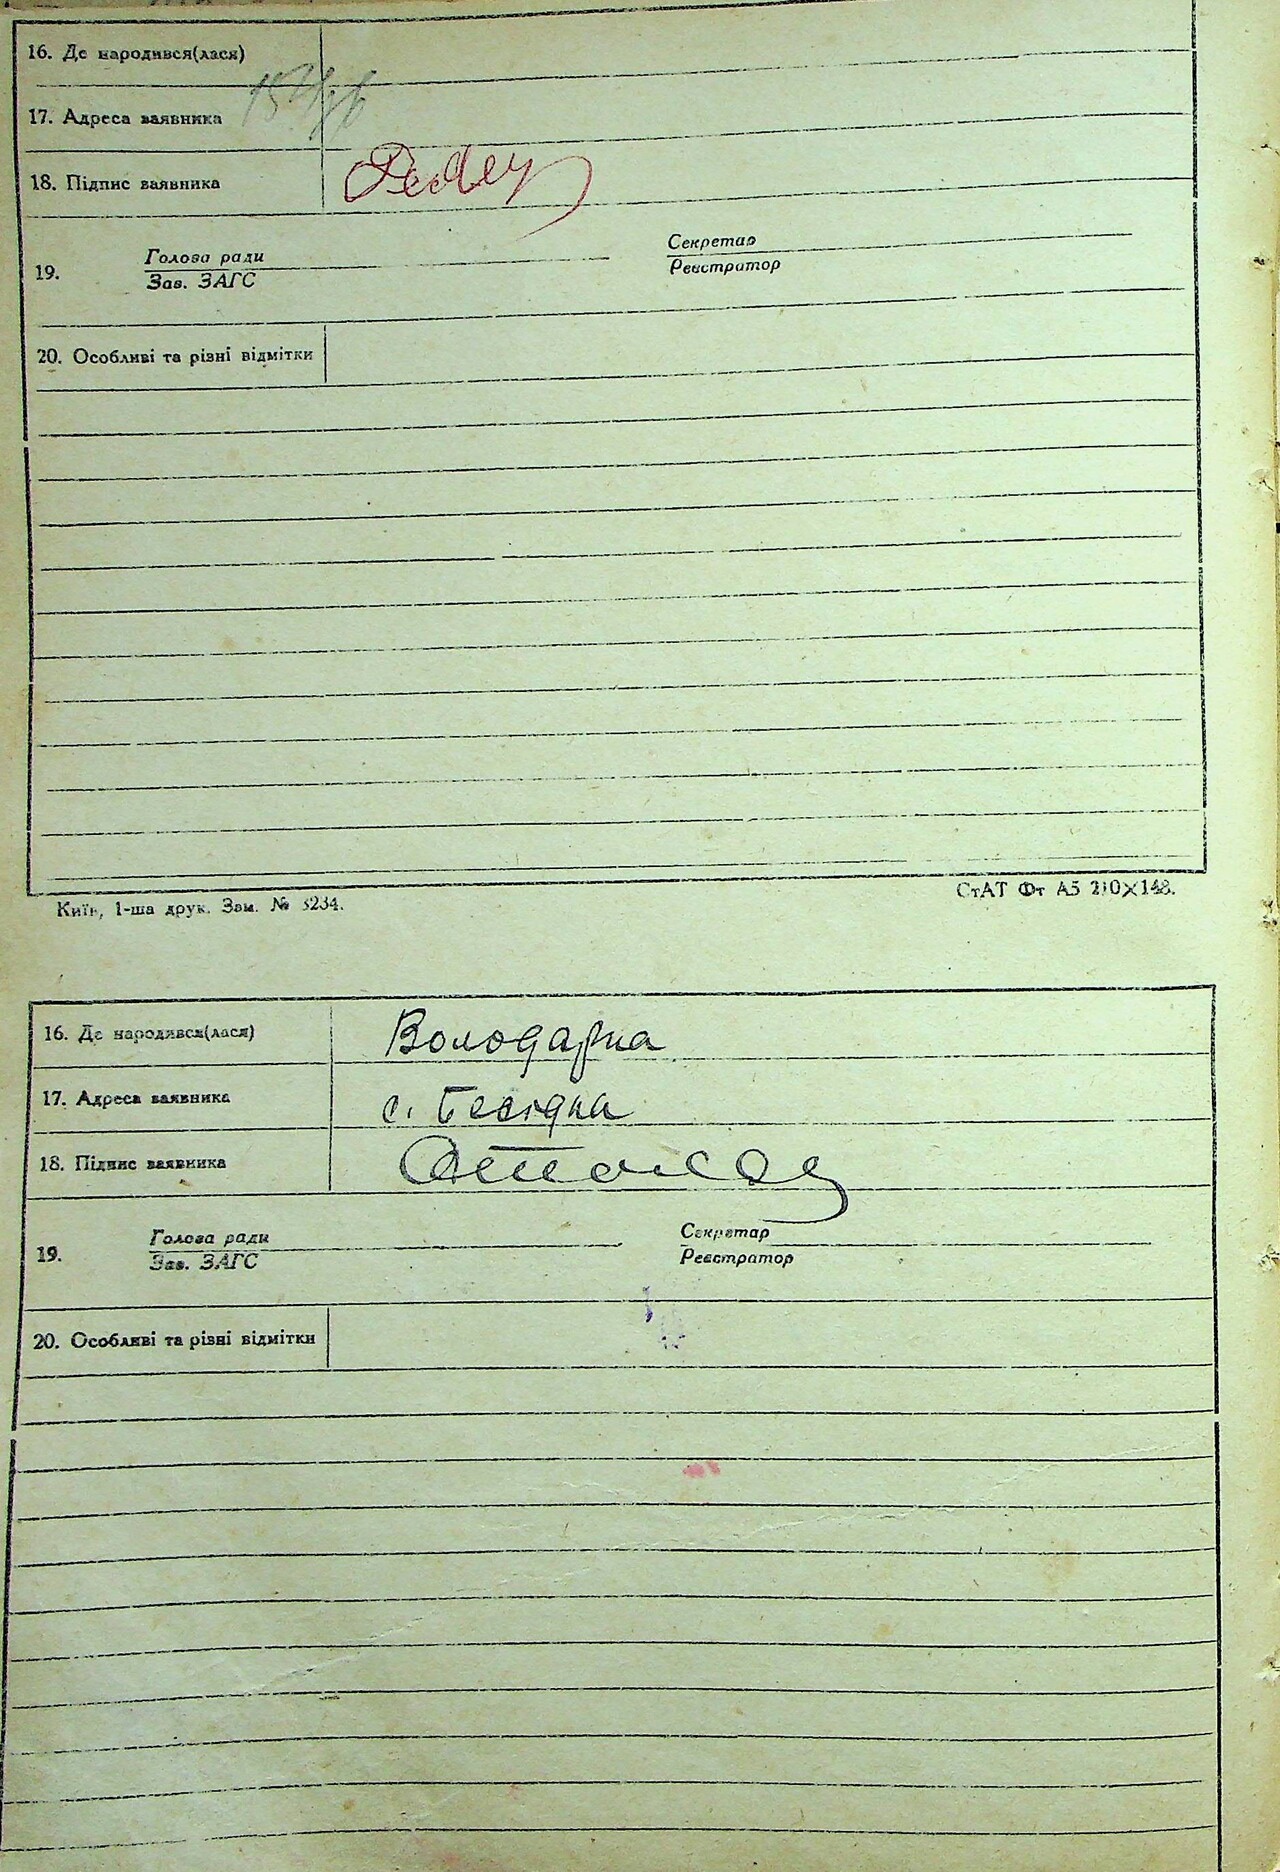 16. Де народився(лася)
17. Адреса заявника
18. Підпис заявника
19. Голова ради Секретар
Зав. ЗАГС Реєстратор
20. Особливі та різні відмітки
Київ, 1-ша друк. Зам. № 3234. СтАТ Фт А5 210×148.
16. Де народився(лася) Володарка
17. Адреса заявника с. Безідна
18. Підпис заявника
19. Голова ради Секретар
Зав. ЗАГС Реєстратор
20. Особливі та різні відмітки